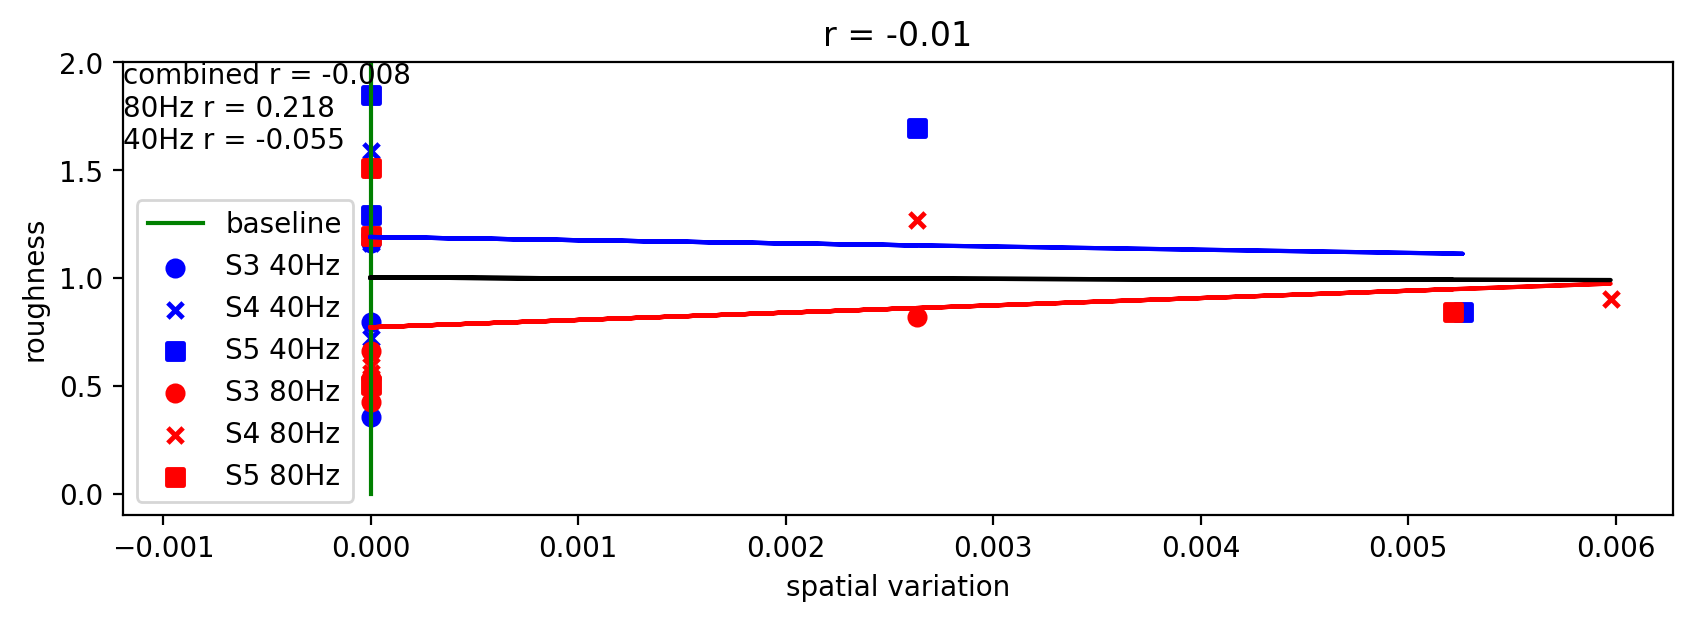 r = -0.01
combined r = -0.008
80Hz r = 0.218
40Hz r = -0.055
2.0
1.5
1.0
0.5
0.0
roughness
baseline
S3 40Hz
S4 40Hz
S5 40Hz
S3 80Hz
S4 80Hz
S5 80Hz
−0.001 0.000 0.001 0.002 0.003 0.004 0.005 0.006
spatial variation